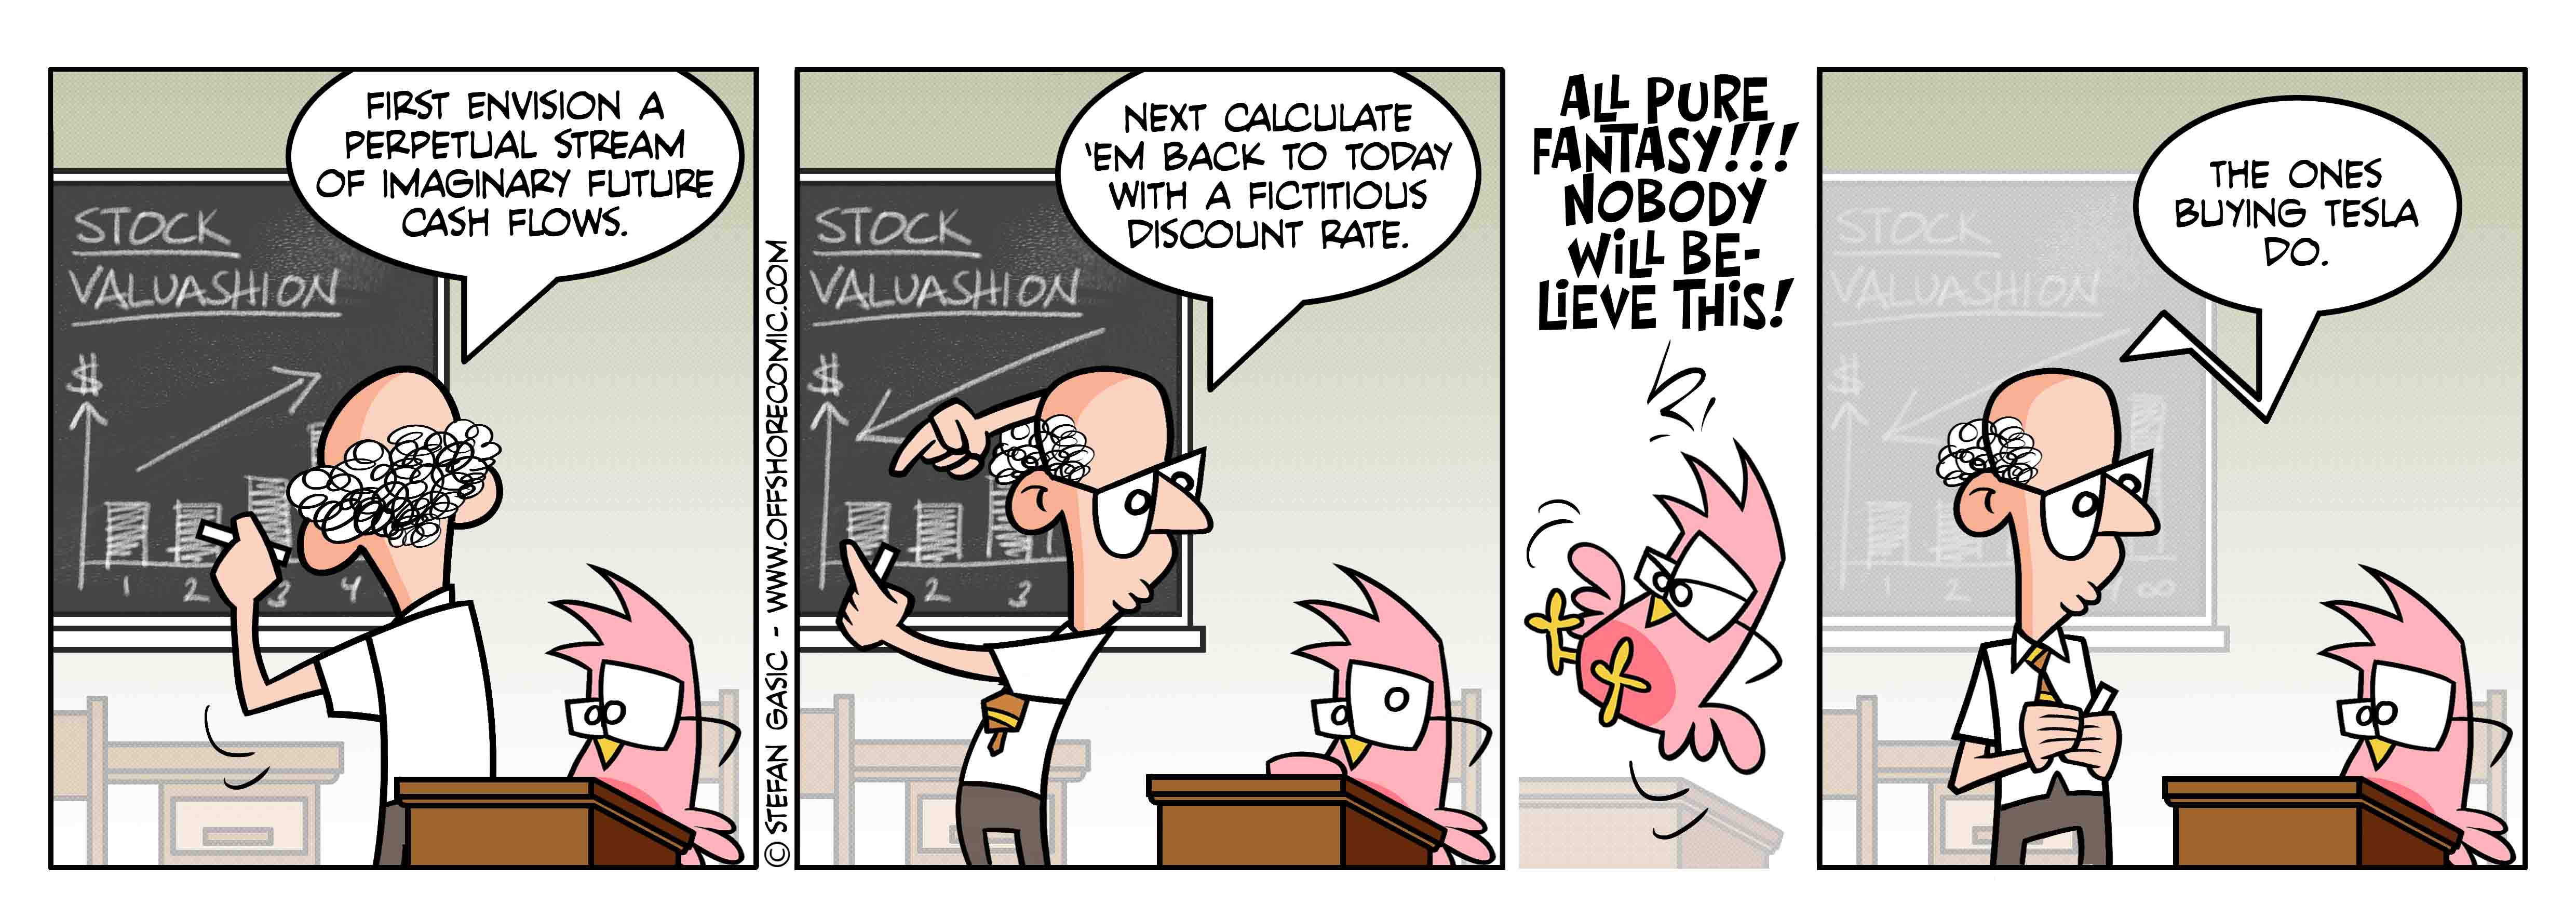 FIRST ENVISION A
PERPETUAL STREAM
OF IMAGINARY FUTURE
CASH FLOWS.
STOCK
VALUASHION
$
1 2 3 4
© STEFAN GASIC - WWW.OFFSHORECOMIC.COM
NEXT CALCULATE
'EM BACK TO TODAY
WITH A FICTITIOUS
DISCOUNT RATE.
STOCK
VALUASHION
$
1 2 3
ALL PURE
FANTASY!!!
NOBODY
WILL BE-
LIEVE THIS!
THE ONES
BUYING TESLA
DO.
STOCK
VALUASHION
$
1 2 ∞